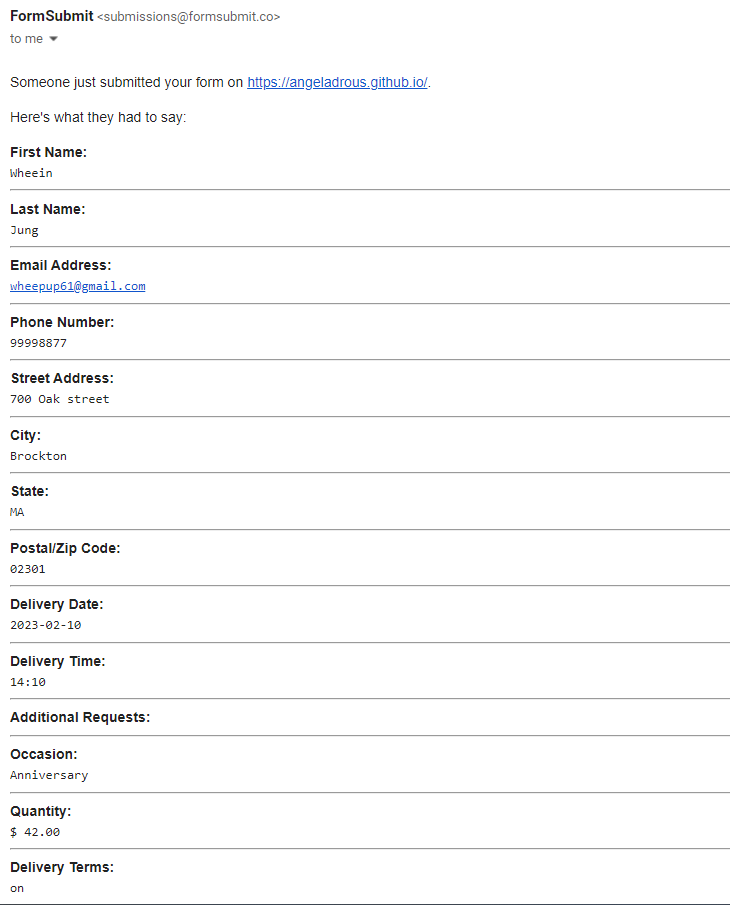 FormSubmit <submissions@formsubmit.co>
to me
Someone just submitted your form on https://angeladrous.github.io/.
Here's what they had to say:
First Name:
Wheein
Last Name:
Jung
Email Address:
wheepup61@gmail.com
Phone Number:
99998877
Street Address:
700 Oak street
City:
Brockton
State:
MA
Postal/Zip Code:
02301
Delivery Date:
2023-02-10
Delivery Time:
14:10
Additional Requests:
Occasion:
Anniversary
Quantity:
$ 42.00
Delivery Terms:
on